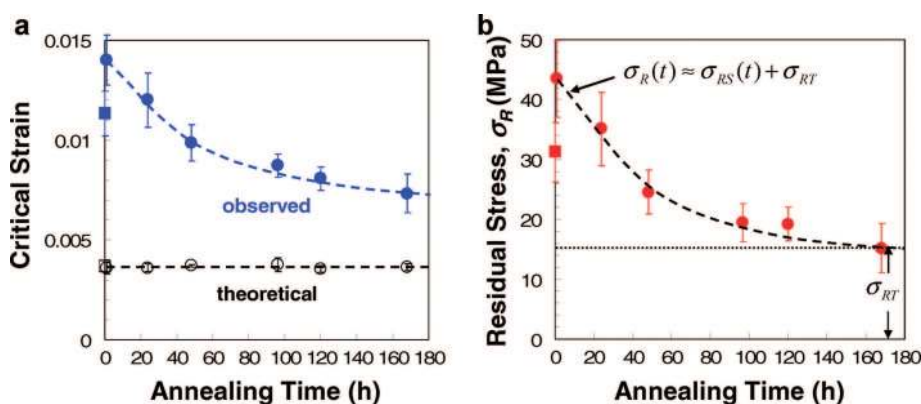 a
0.015
0.01
0.005
0
Critical Strain
observed
theoretical
0 20 40 60 80 100 120 140 160 180
Annealing Time (h)
b
50
40
30
20
10
0
Residual Stress, σR (MPa)
σR(t) ≈ σRS(t) + σRT
σRT
0 20 40 60 80 100 120 140 160 180
Annealing Time (h)